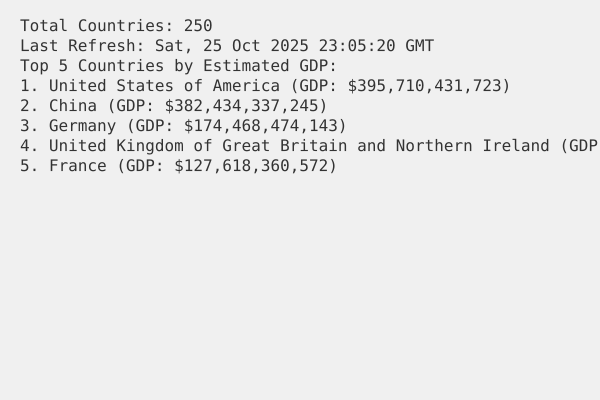 Total Countries: 250
Last Refresh: Sat, 25 Oct 2025 23:05:20 GMT
Top 5 Countries by Estimated GDP:
1. United States of America (GDP: $395,710,431,723)
2. China (GDP: $382,434,337,245)
3. Germany (GDP: $174,468,474,143)
4. United Kingdom of Great Britain and Northern Ireland (GDP
5. France (GDP: $127,618,360,572)